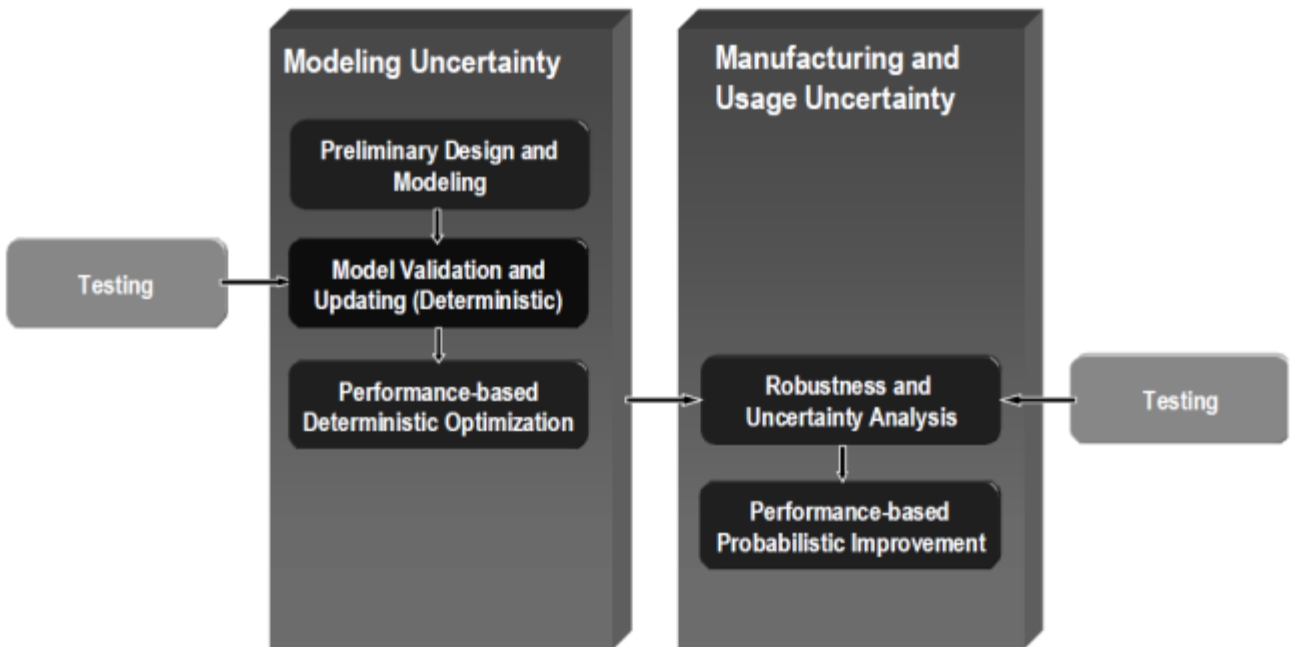 Modeling Uncertainty
Preliminary Design and
Modeling
Testing
Model Validation and
Updating (Deterministic)
Performance-based
Deterministic Optimization
Manufacturing and
Usage Uncertainty
Robustness and
Uncertainty Analysis
Testing
Performance-based
Probabilistic Improvement